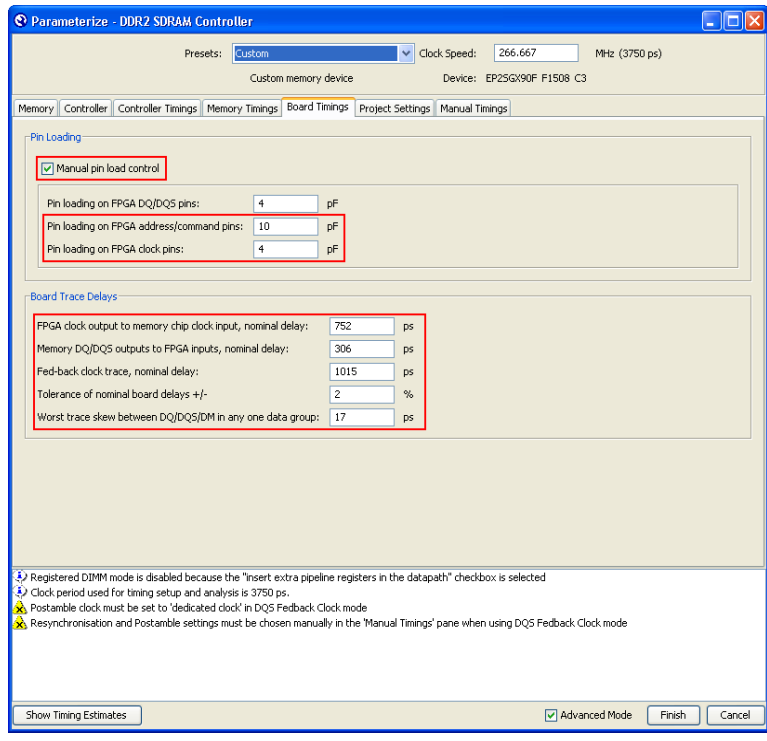 Parameterize - DDR2 SDRAM Controller
Presets: Custom Clock Speed: 266.667 MHz (3750 ps)
Custom memory device Device: EP2SGX90F F1508 C3
Memory Controller Controller Timings Memory Timings Board Timings Project Settings Manual Timings
Pin Loading
Manual pin load control
Pin loading on FPGA DQ/DQS pins: 4 pF
Pin loading on FPGA address/command pins: 10 pF
Pin loading on FPGA clock pins: 4 pF
Board Trace Delays
FPGA clock output to memory chip clock input, nominal delay: 752 ps
Memory DQ/DQS outputs to FPGA inputs, nominal delay: 306 ps
Fed-back clock trace, nominal delay: 1015 ps
Tolerance of nominal board delays +/- 2 %
Worst trace skew between DQ/DQS/DM in any one data group: 17 ps
Registered DIMM mode is disabled because the "insert extra pipeline registers in the datapath" checkbox is selected
Clock period used for timing setup and analysis is 3750 ps.
Postamble clock must be set to 'dedicated clock' in DQS Fedback Clock mode
Resynchronisation and Postamble settings must be chosen manually in the 'Manual Timings' pane when using DQS Fedback Clock mode
Show Timing Estimates Advanced Mode Finish Cancel